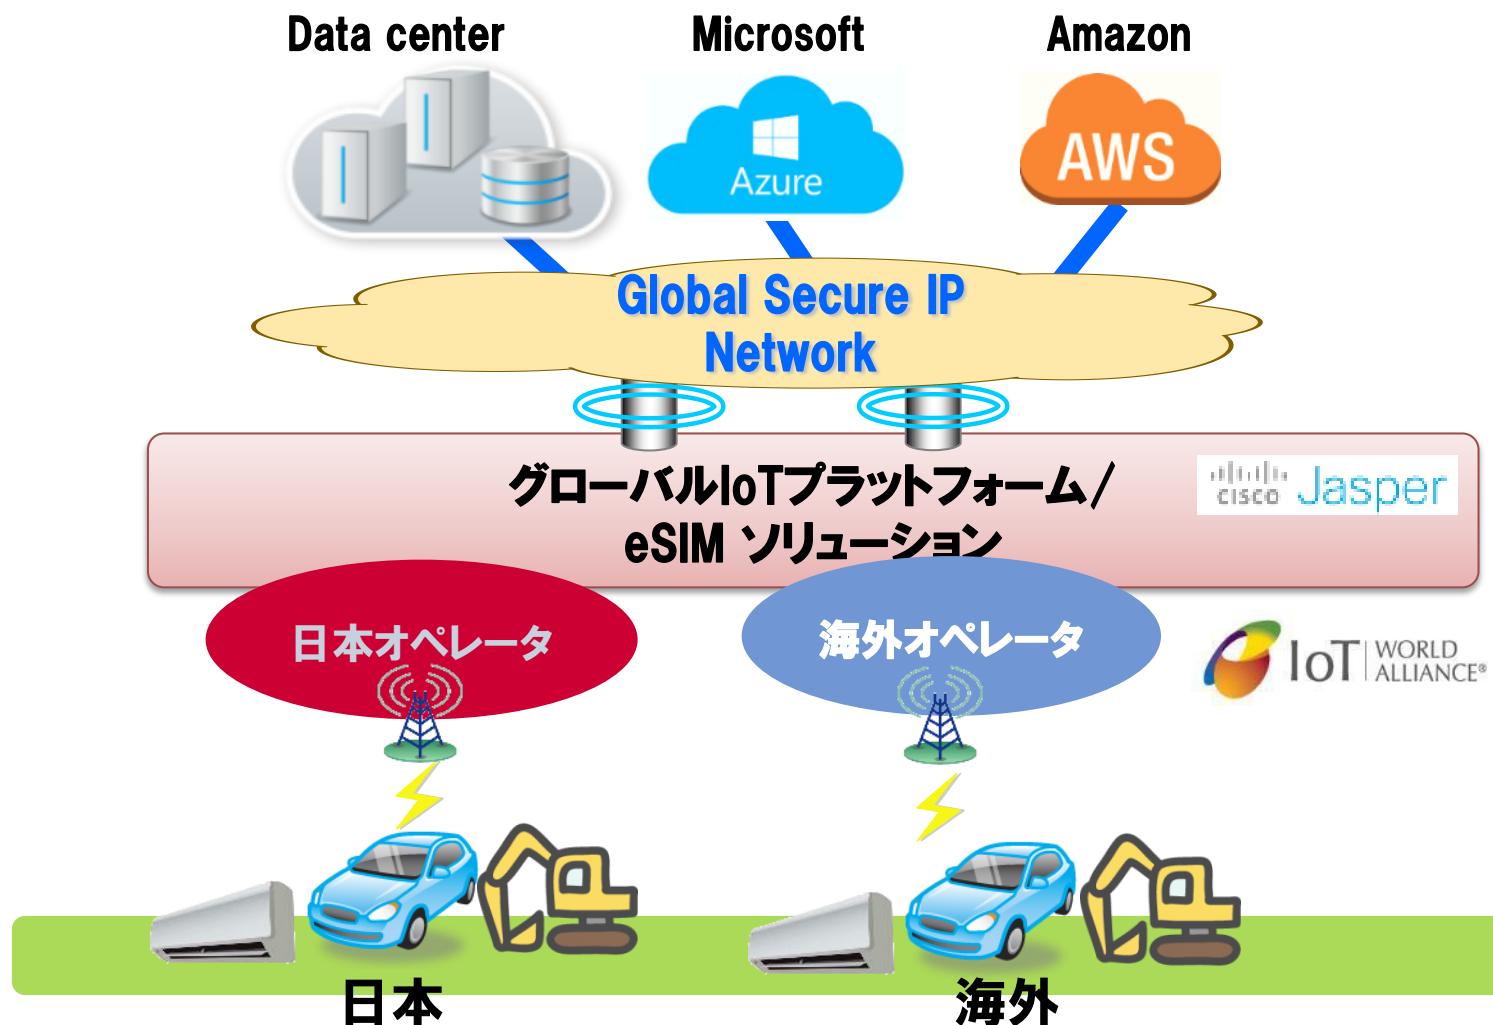 Data center
Microsoft
Amazon
Azure
AWS
Global Secure IP
Network
グローバルIoTプラットフォーム/
eSIM ソリューション
CISCO Jasper
日本オペレータ
海外オペレータ
IoT WORLD
ALLIANCE®
日本
海外